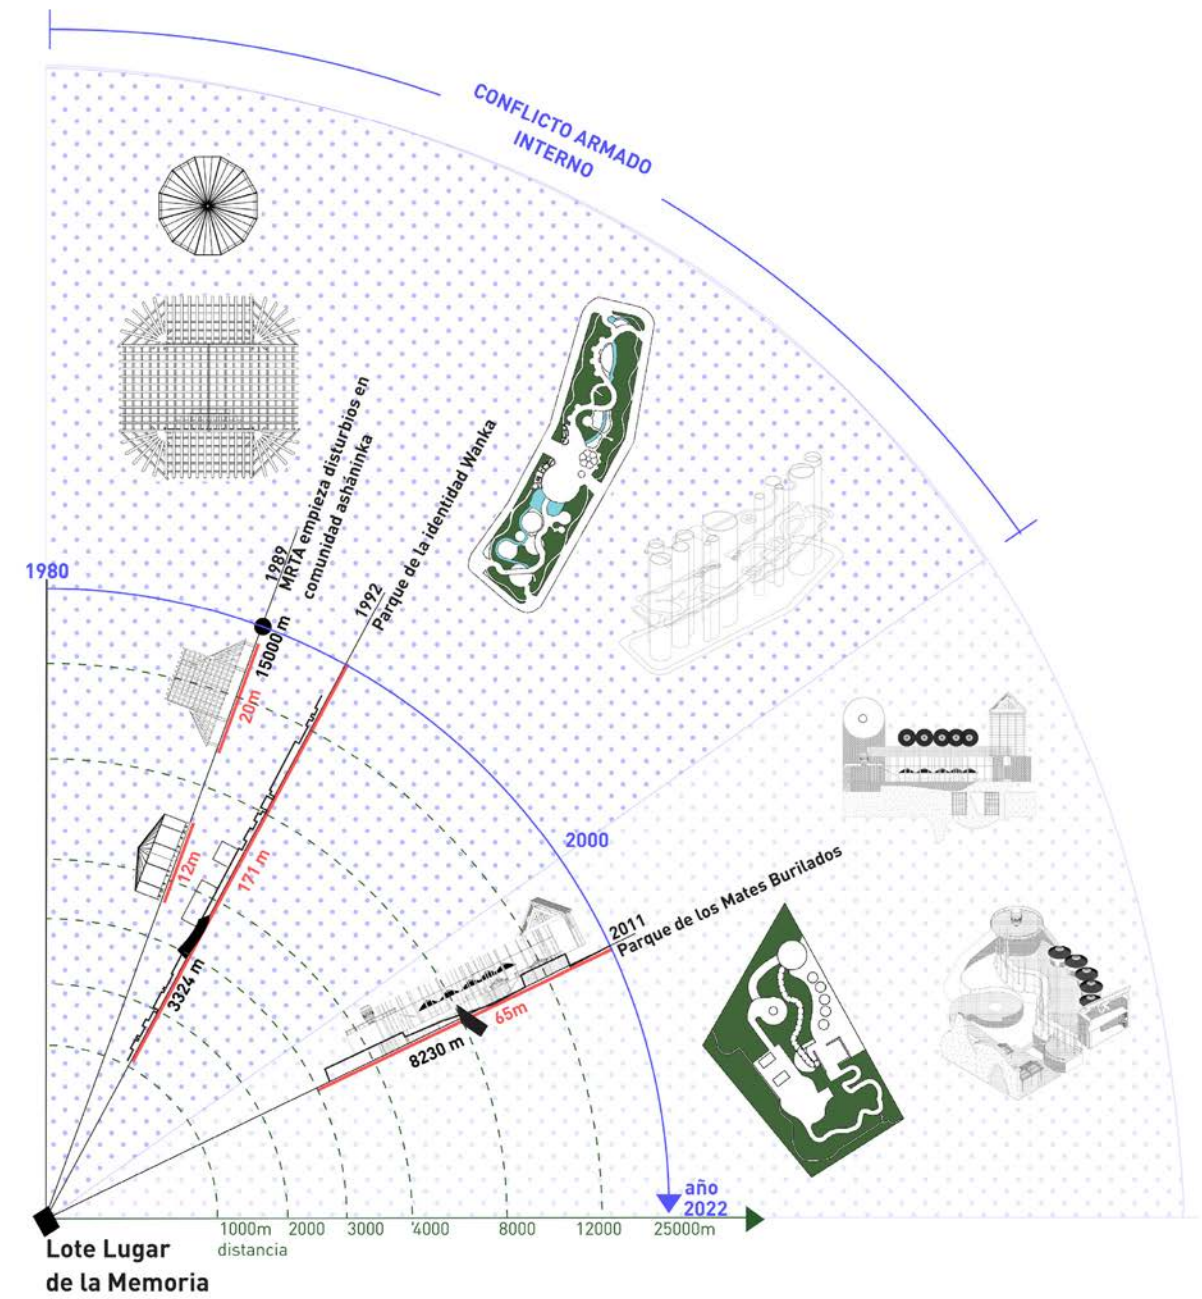 CONFLICTO ARMADO
INTERNO
1980
1989
MRTA empieza disturbios en
comunidad asháninka
15000 m
20m
12m
1992
Parque de la identidad Wanka
171 m
3324 m
2000
2011
Parque de los Mates Burilados
65m
8230 m
año
2022
1000m 2000 3000 4000 8000 12000 25000m
distancia
Lote Lugar
de la Memoria